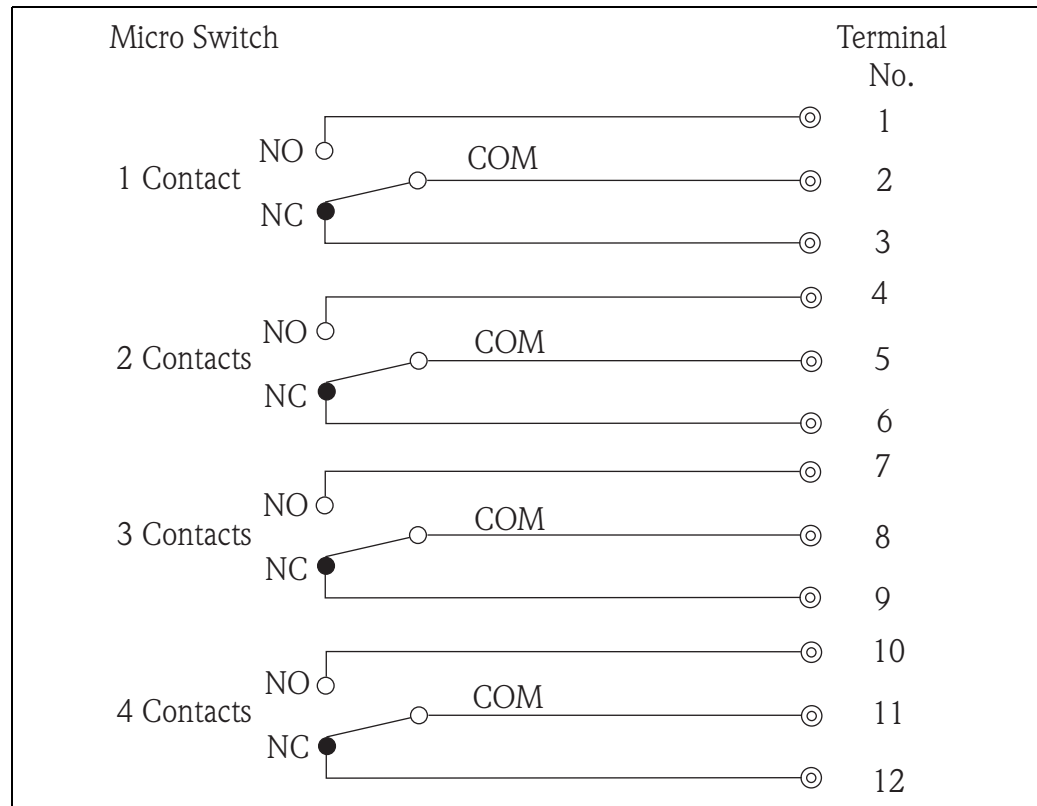 Micro Switch
Terminal
No.
1 Contact
NO
COM
NC
1
2
3
2 Contacts
NO
COM
NC
4
5
6
3 Contacts
NO
COM
NC
7
8
9
4 Contacts
NO
COM
NC
10
11
12